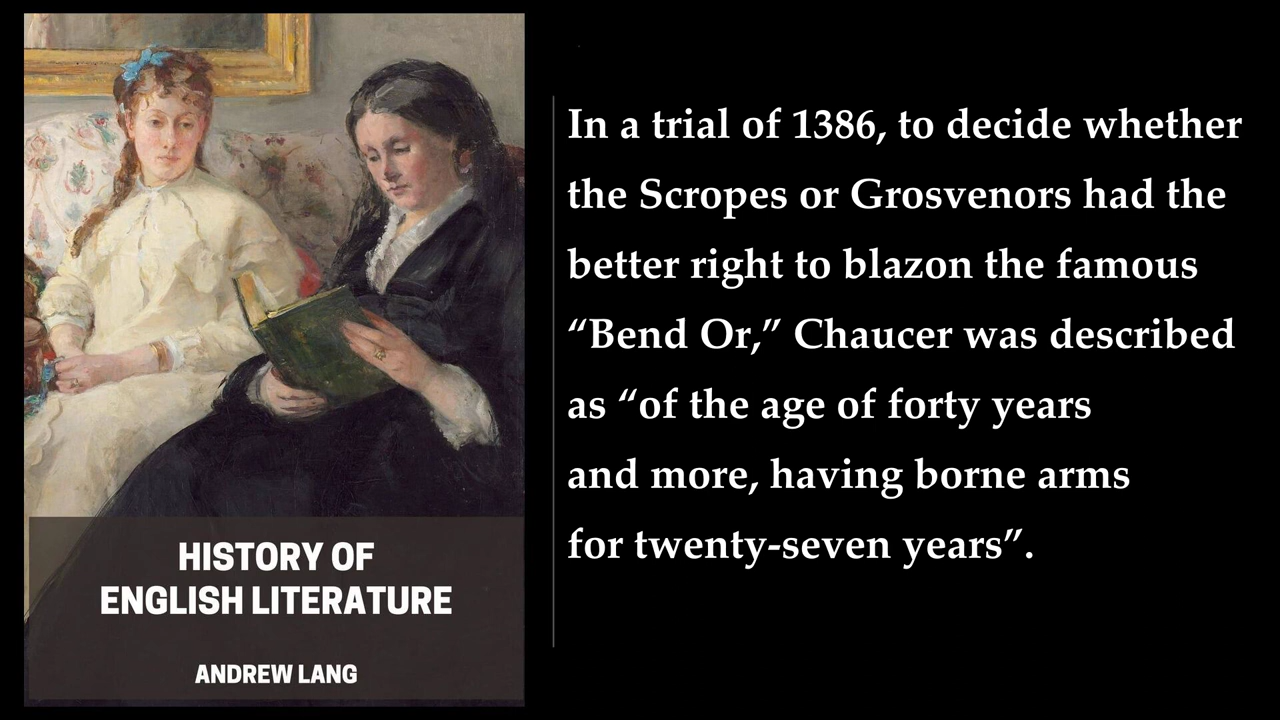 HISTORY OF
ENGLISH LITERATURE
ANDREW LANG
In a trial of 1386, to decide whether
the Scropes or Grosvenors had the
better right to blazon the famous
“Bend Or,” Chaucer was described
as “of the age of forty years
and more, having borne arms
for twenty-seven years”.